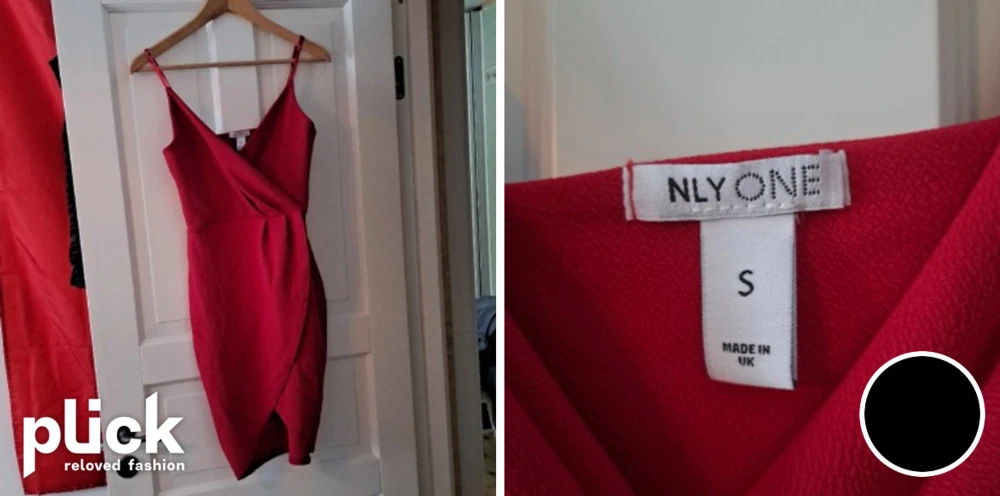 plick
reloved fashion
NLY ONE
S
MADE IN
UK